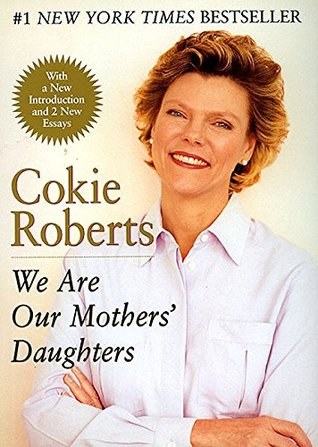 #1 NEW YORK TIMES BESTSELLER
With
a New
Introduction
and 2 New
Essays
Cokie
Roberts
We Are
Our Mothers'
Daughters